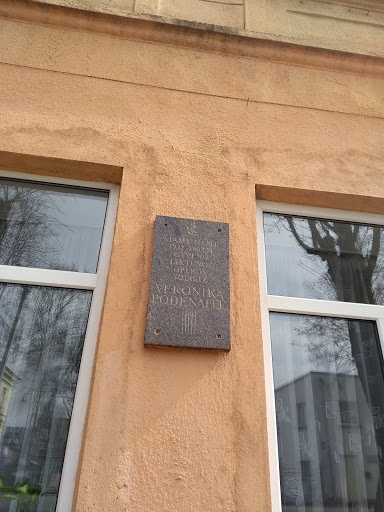 ŠIAME NAME
GYVENO
LIETUVOS
OPEROS
SOLISTĖ
VERONIKA
PODĖNAITĖ